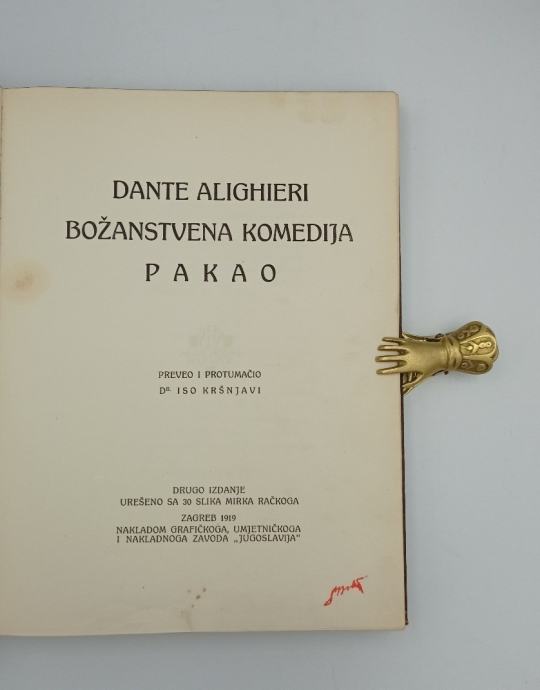 DANTE ALIGHIERI
BOŽANSTVENA KOMEDIJA
PAKAO
PREVEO I PROTUMAČIO
DR. ISO KRŠNJAVI
DRUGO IZDANJE
UREŠENO SA 30 SLIKA MIRKA RAČKOGA
ZAGREB 1919
NAKLADOM GRAFIČKOGA, UMJETNIČKOGA
I NAKLADNOGA ZAVODA „JUGOSLAVIJA“